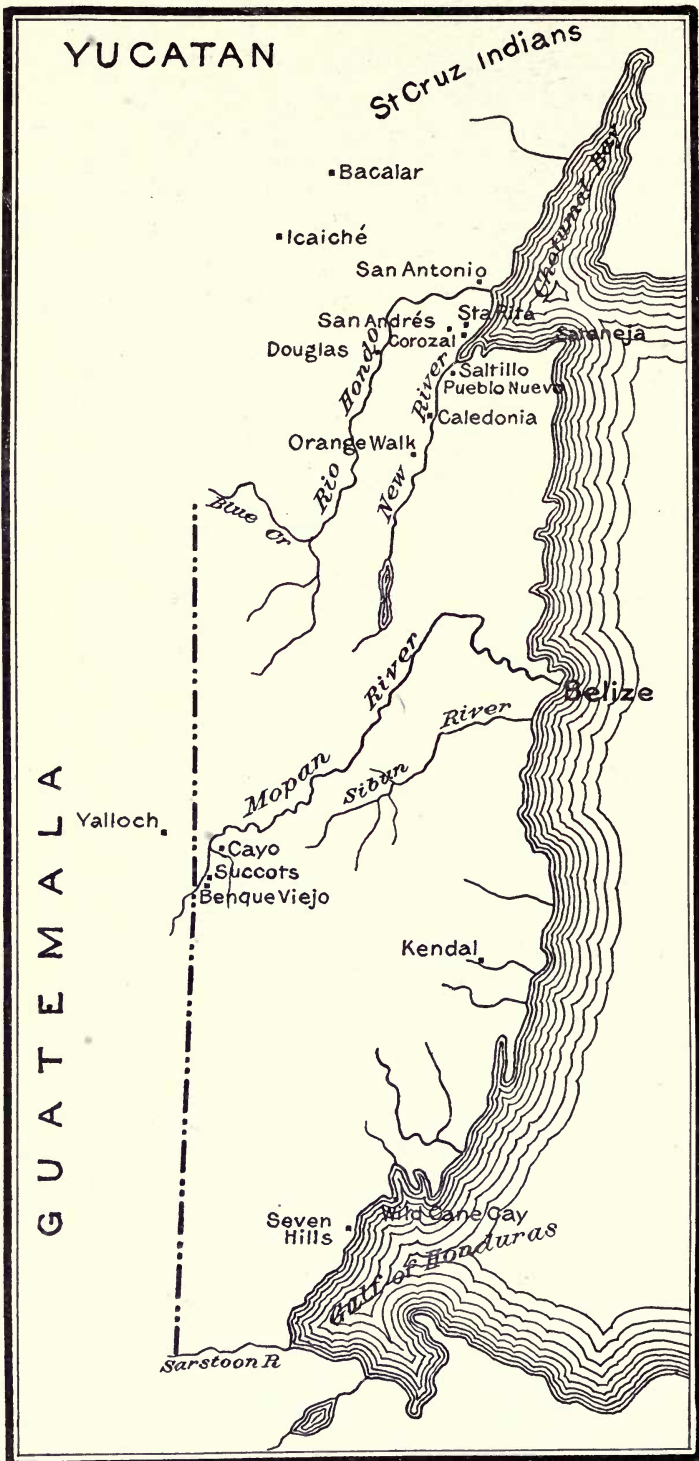 YUCATAN
St Cruz Indians
Bacalar
Icaiché
Chetumal Bay
San Antonio
San Andrés
Sta Rita
Corozal
Sarteneja
Douglas
Rio Hondo
New River
Saltillo
Pueblo Nuevo
Caledonia
Orange Walk
Blue Cr
Mopan River
Belize
Sibun River
GUATEMALA
Yalloch
Cayo
Succots
Benque Viejo
Kendal
Wild Cane Cay
Seven
Hills
Gulf of Honduras
Sarstoon R